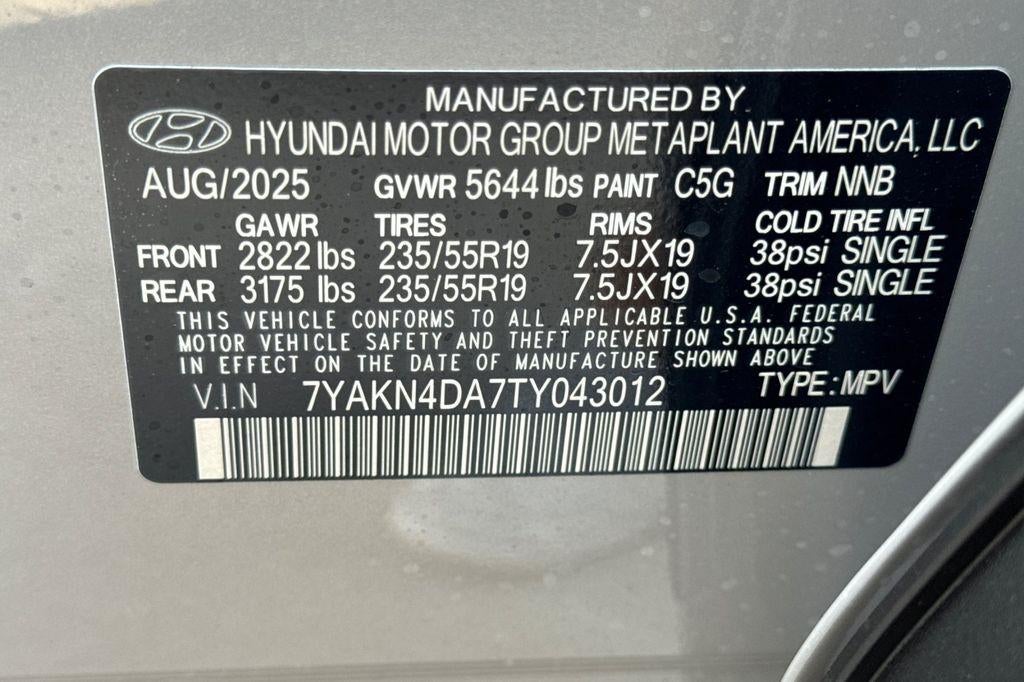 MANUFACTURED BY
HYUNDAI MOTOR GROUP METAPLANT AMERICA, LLC
AUG/2025 GVWR 5644 lbs PAINT C5G TRIM NNB
GAWR TIRES RIMS COLD TIRE INFL
FRONT 2822 lbs 235/55R19 7.5JX19 38psi SINGLE
REAR 3175 lbs 235/55R19 7.5JX19 38psi SINGLE
THIS VEHICLE CONFORMS TO ALL APPLICABLE U.S.A. FEDERAL
MOTOR VEHICLE SAFETY AND THEFT PREVENTION STANDARDS
IN EFFECT ON THE DATE OF MANUFACTURE SHOWN ABOVE
V.I.N 7YAKN4DA7TY043012 TYPE: MPV